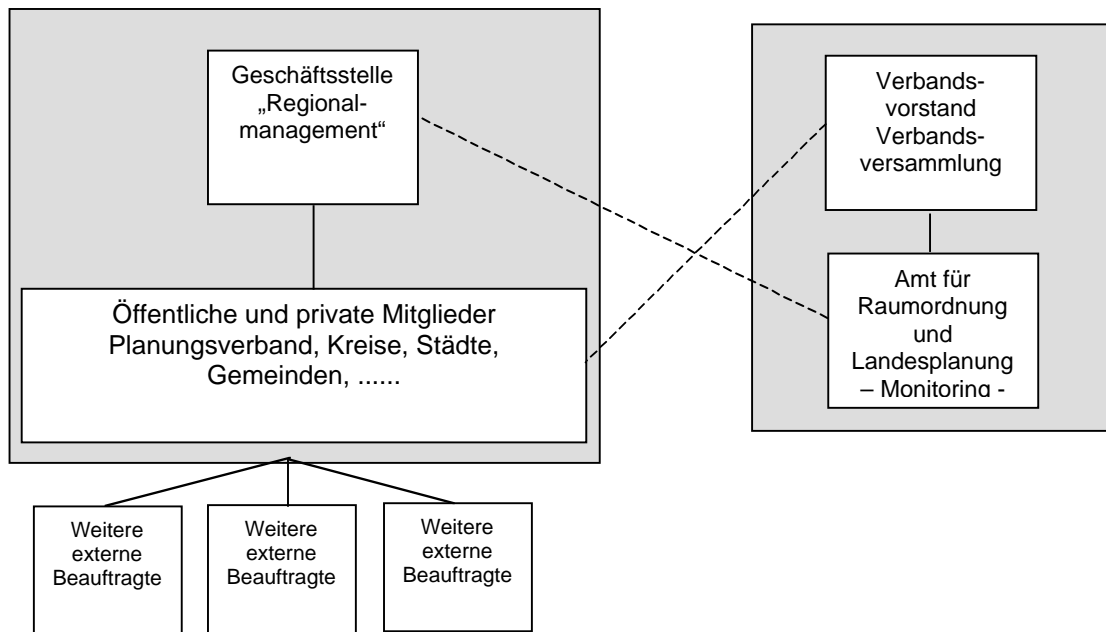 Geschäftsstelle
„Regional-
management“
Verbands-
vorstand
Verbands-
versammlung
Öffentliche und private Mitglieder
Planungsverband, Kreise, Städte,
Gemeinden, ......
Amt für
Raumordnung
und
Landesplanung
– Monitoring -
Weitere
externe
Beauftragte
Weitere
externe
Beauftragte
Weitere
externe
Beauftragte